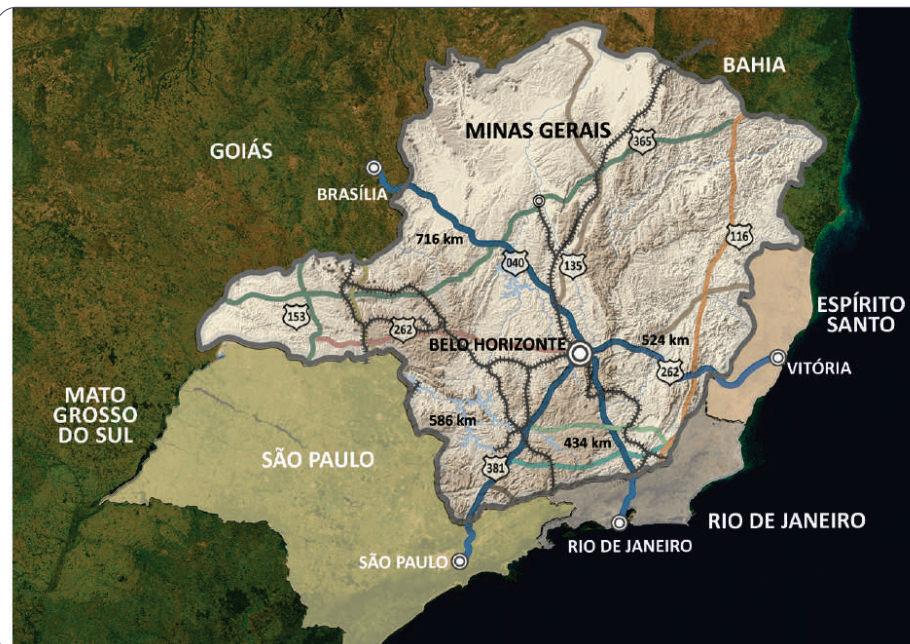 BAHIA
MINAS GERAIS
365
GOIÁS
BRASÍLIA
716 km
116
040
135
ESPÍRITO
SANTO
153
262
BELO HORIZONTE
524 km
262
VITÓRIA
MATO
GROSSO
DO SUL
586 km
434 km
SÃO PAULO
381
RIO DE JANEIRO
RIO DE JANEIRO
SÃO PAULO